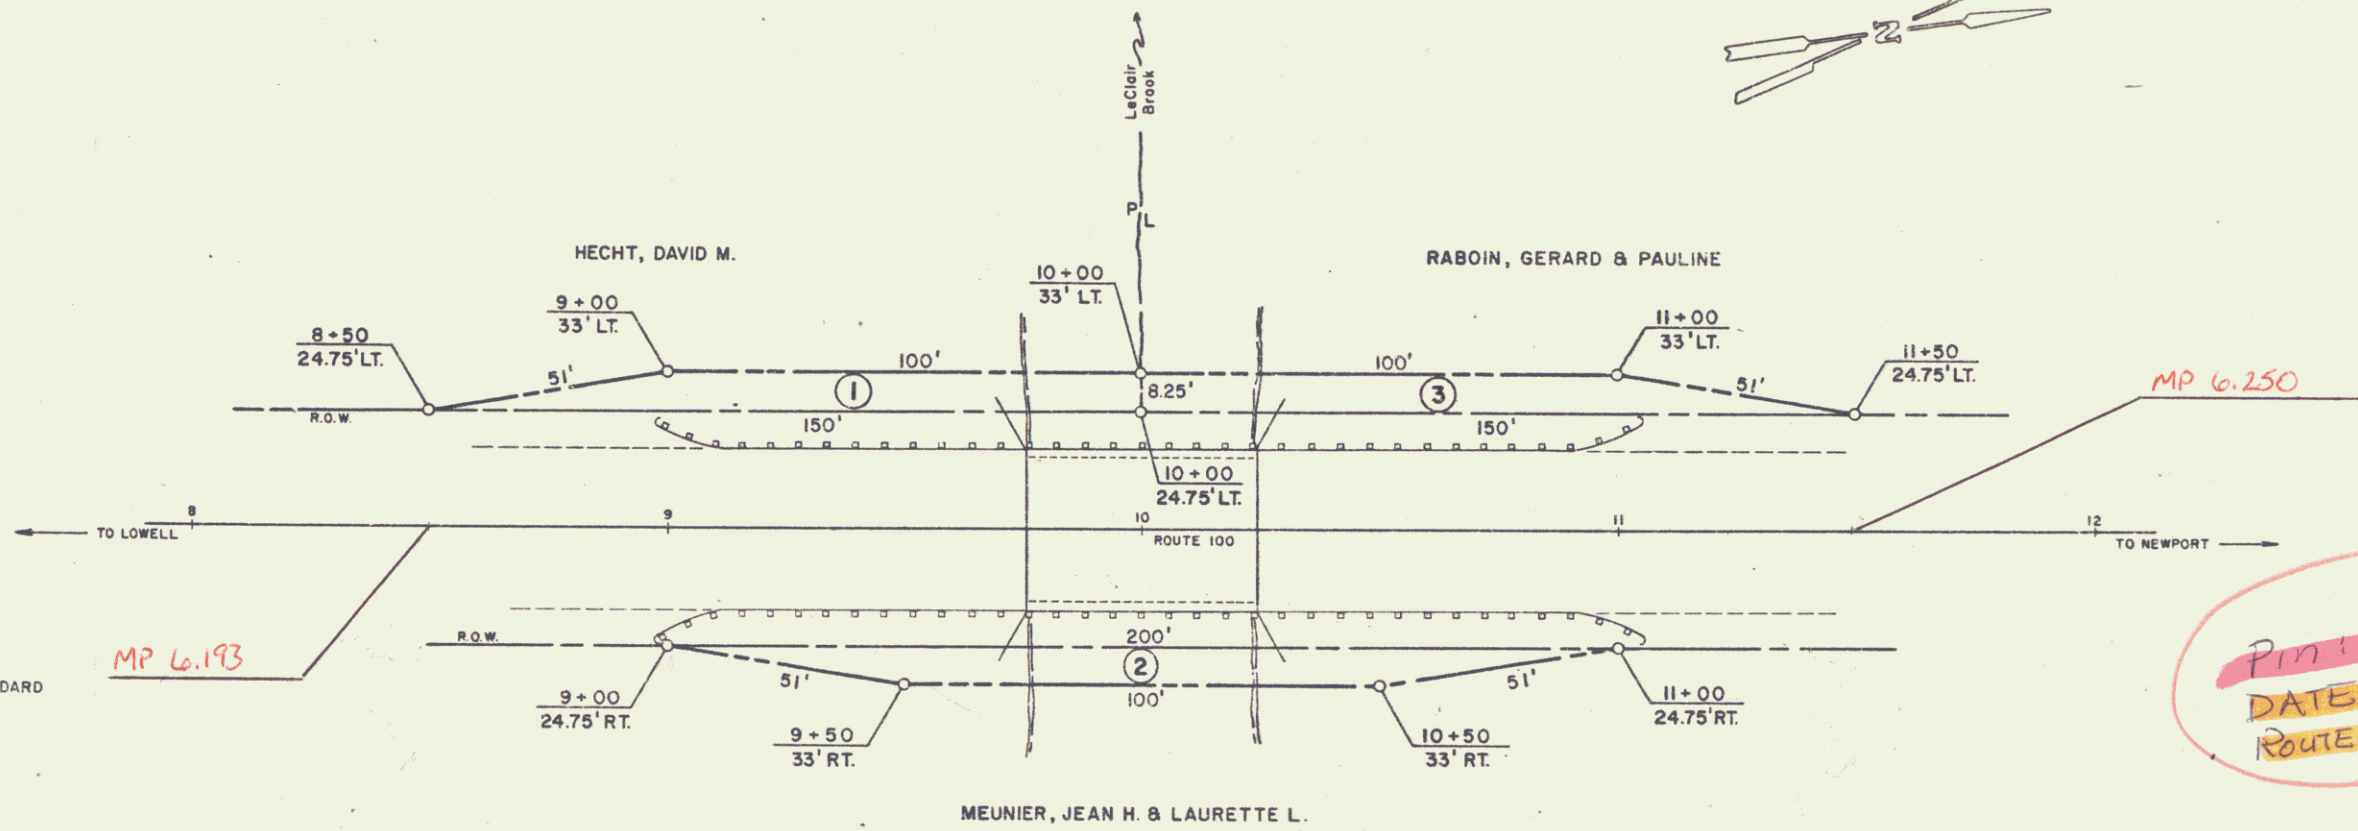 N
LeClair
Brook
P
L
HECHT, DAVID M.
RABOIN, GERARD & PAULINE
10+00
33' LT.
9+00
33' LT.
11+00
33' LT.
8+50
24.75' LT.
11+50
24.75' LT.
MP 6.250
51'
100'
100'
51'
1
8.25'
3
R.O.W.
150'
150'
10+00
24.75' LT.
8
9
10
11
12
TO LOWELL
ROUTE 100
TO NEWPORT
R.O.W.
200'
MP 6.193
2
51'
100'
51'
DARD
9+00
24.75' RT.
11+00
24.75' RT.
9+50
33' RT.
10+50
33' RT.
Pin
DATE
ROUTE
MEUNIER, JEAN H. & LAURETTE L.